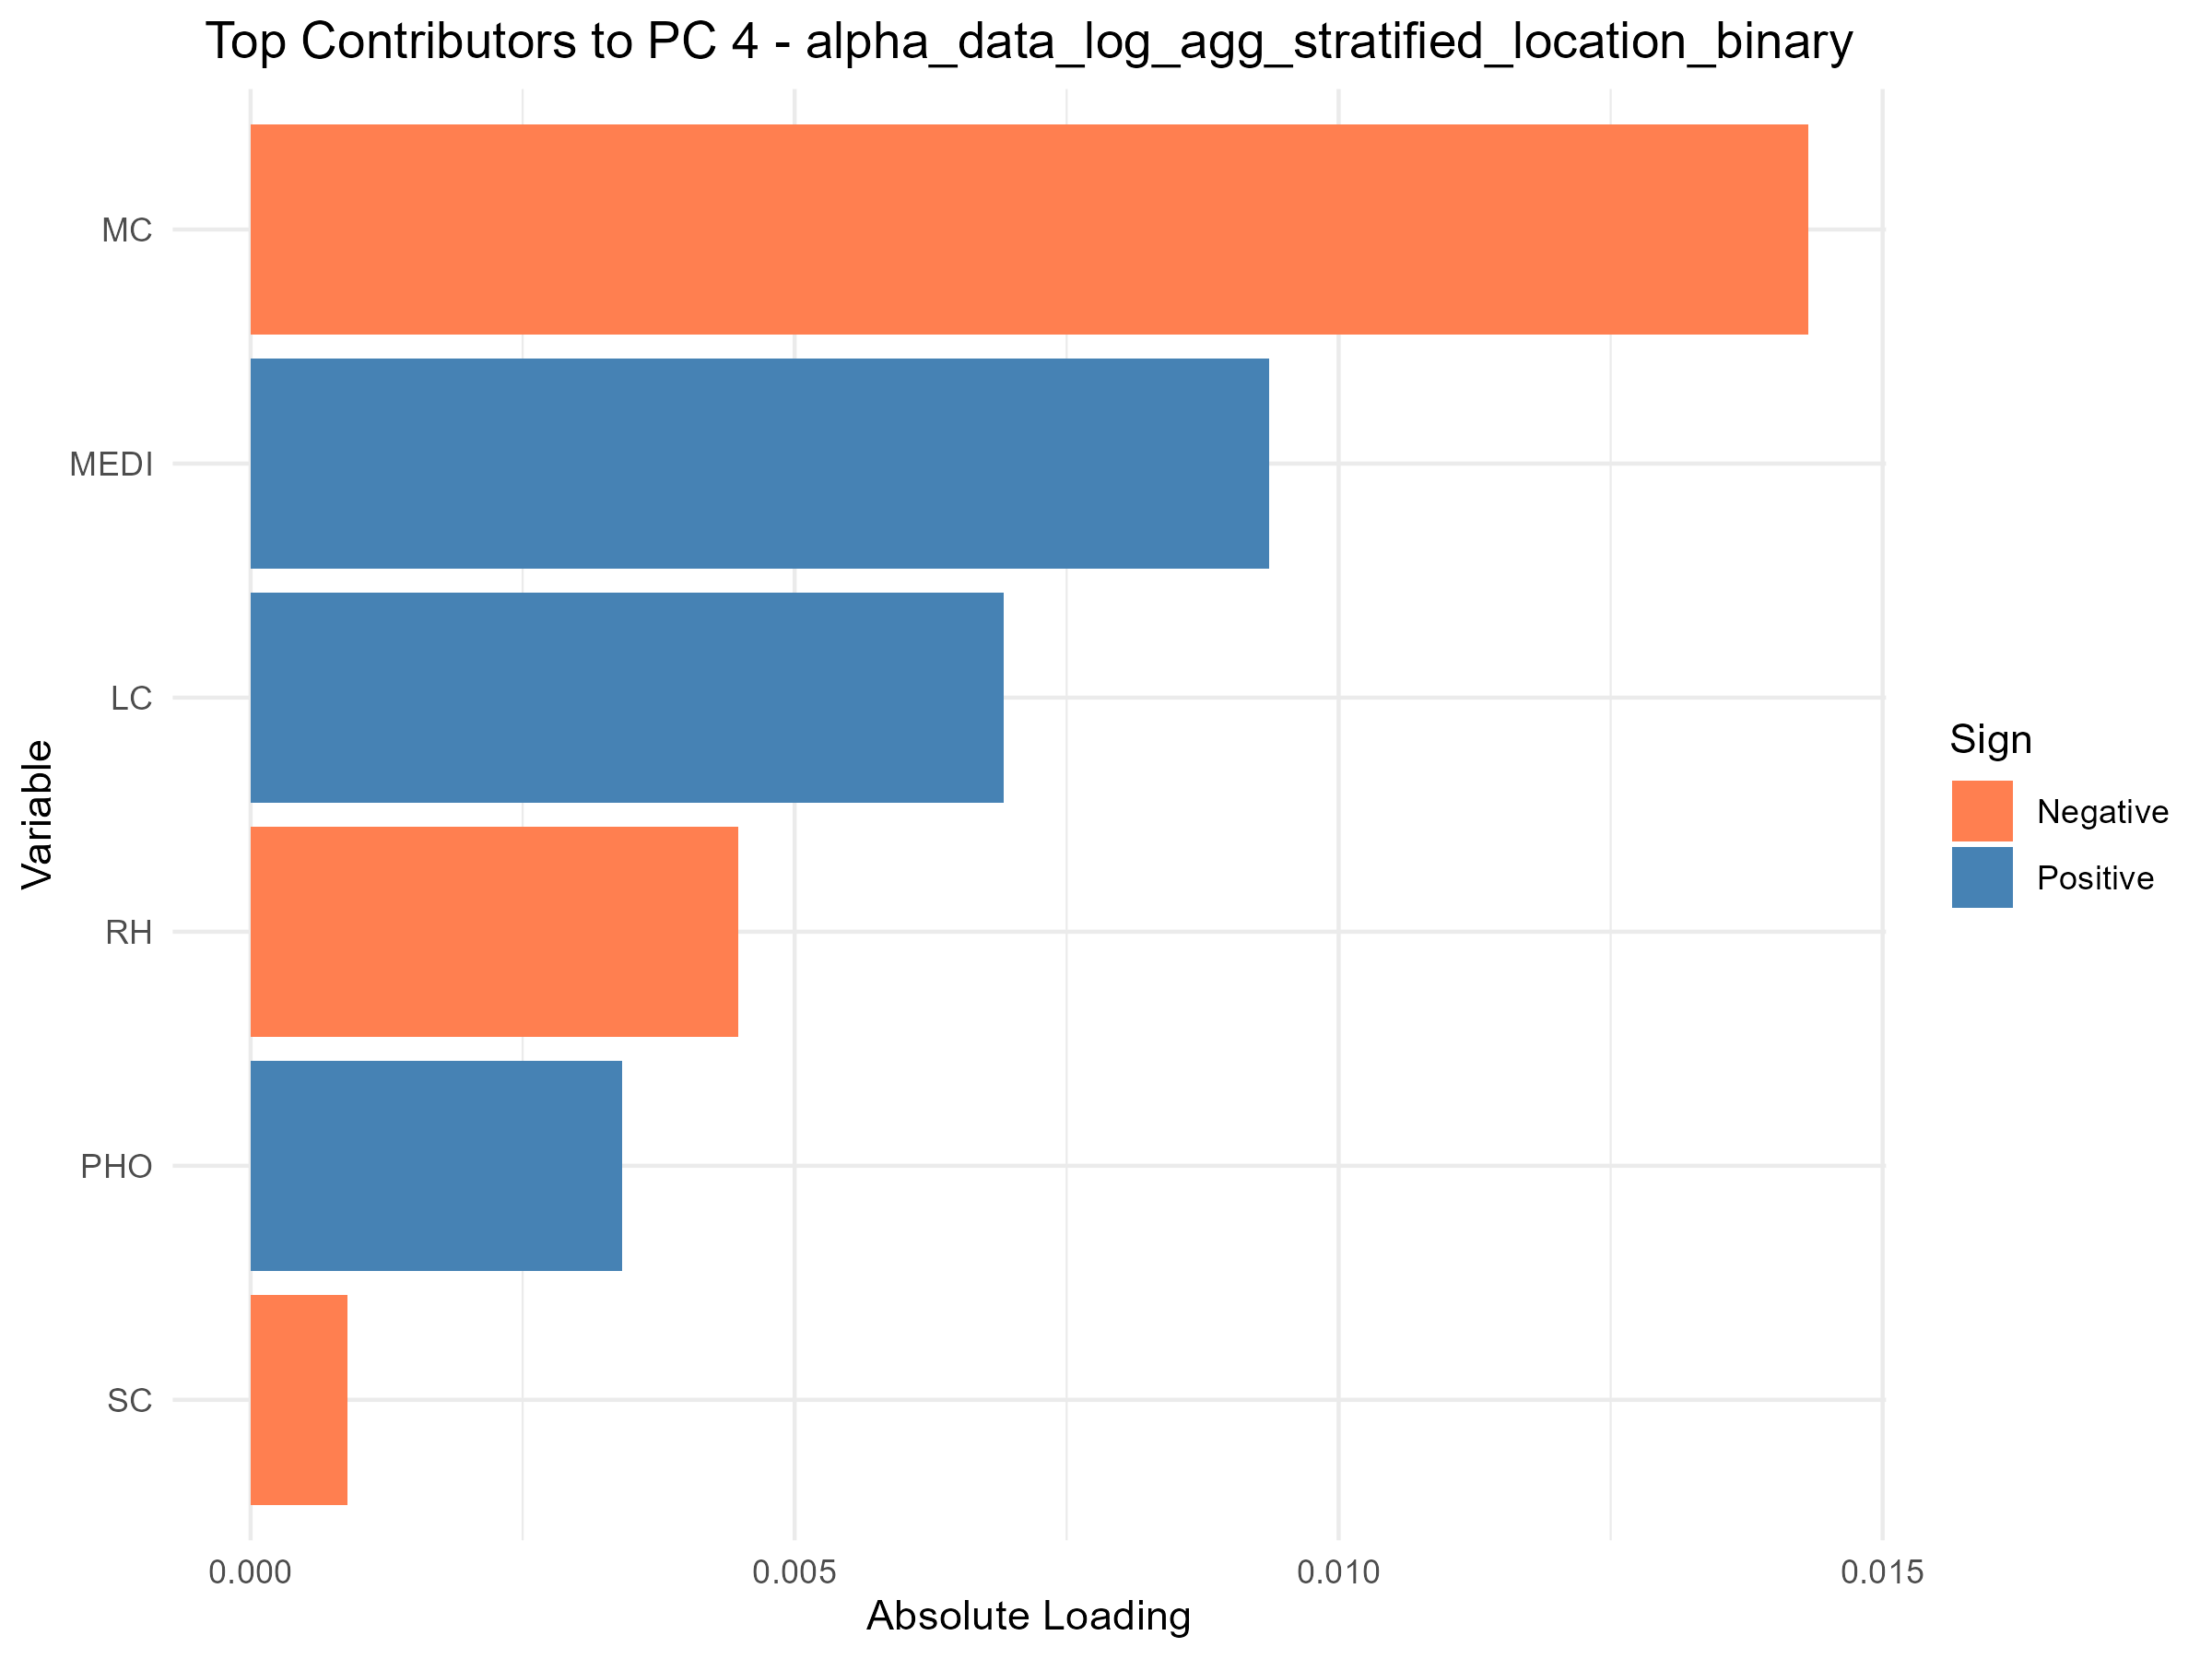 Top Contributors to PC 4 - alpha_data_log_agg_stratified_location_binary
MC
MEDI
LC
RH
PHO
SC
Variable
0.000
0.005
0.010
0.015
Absolute Loading
Sign
Negative
Positive